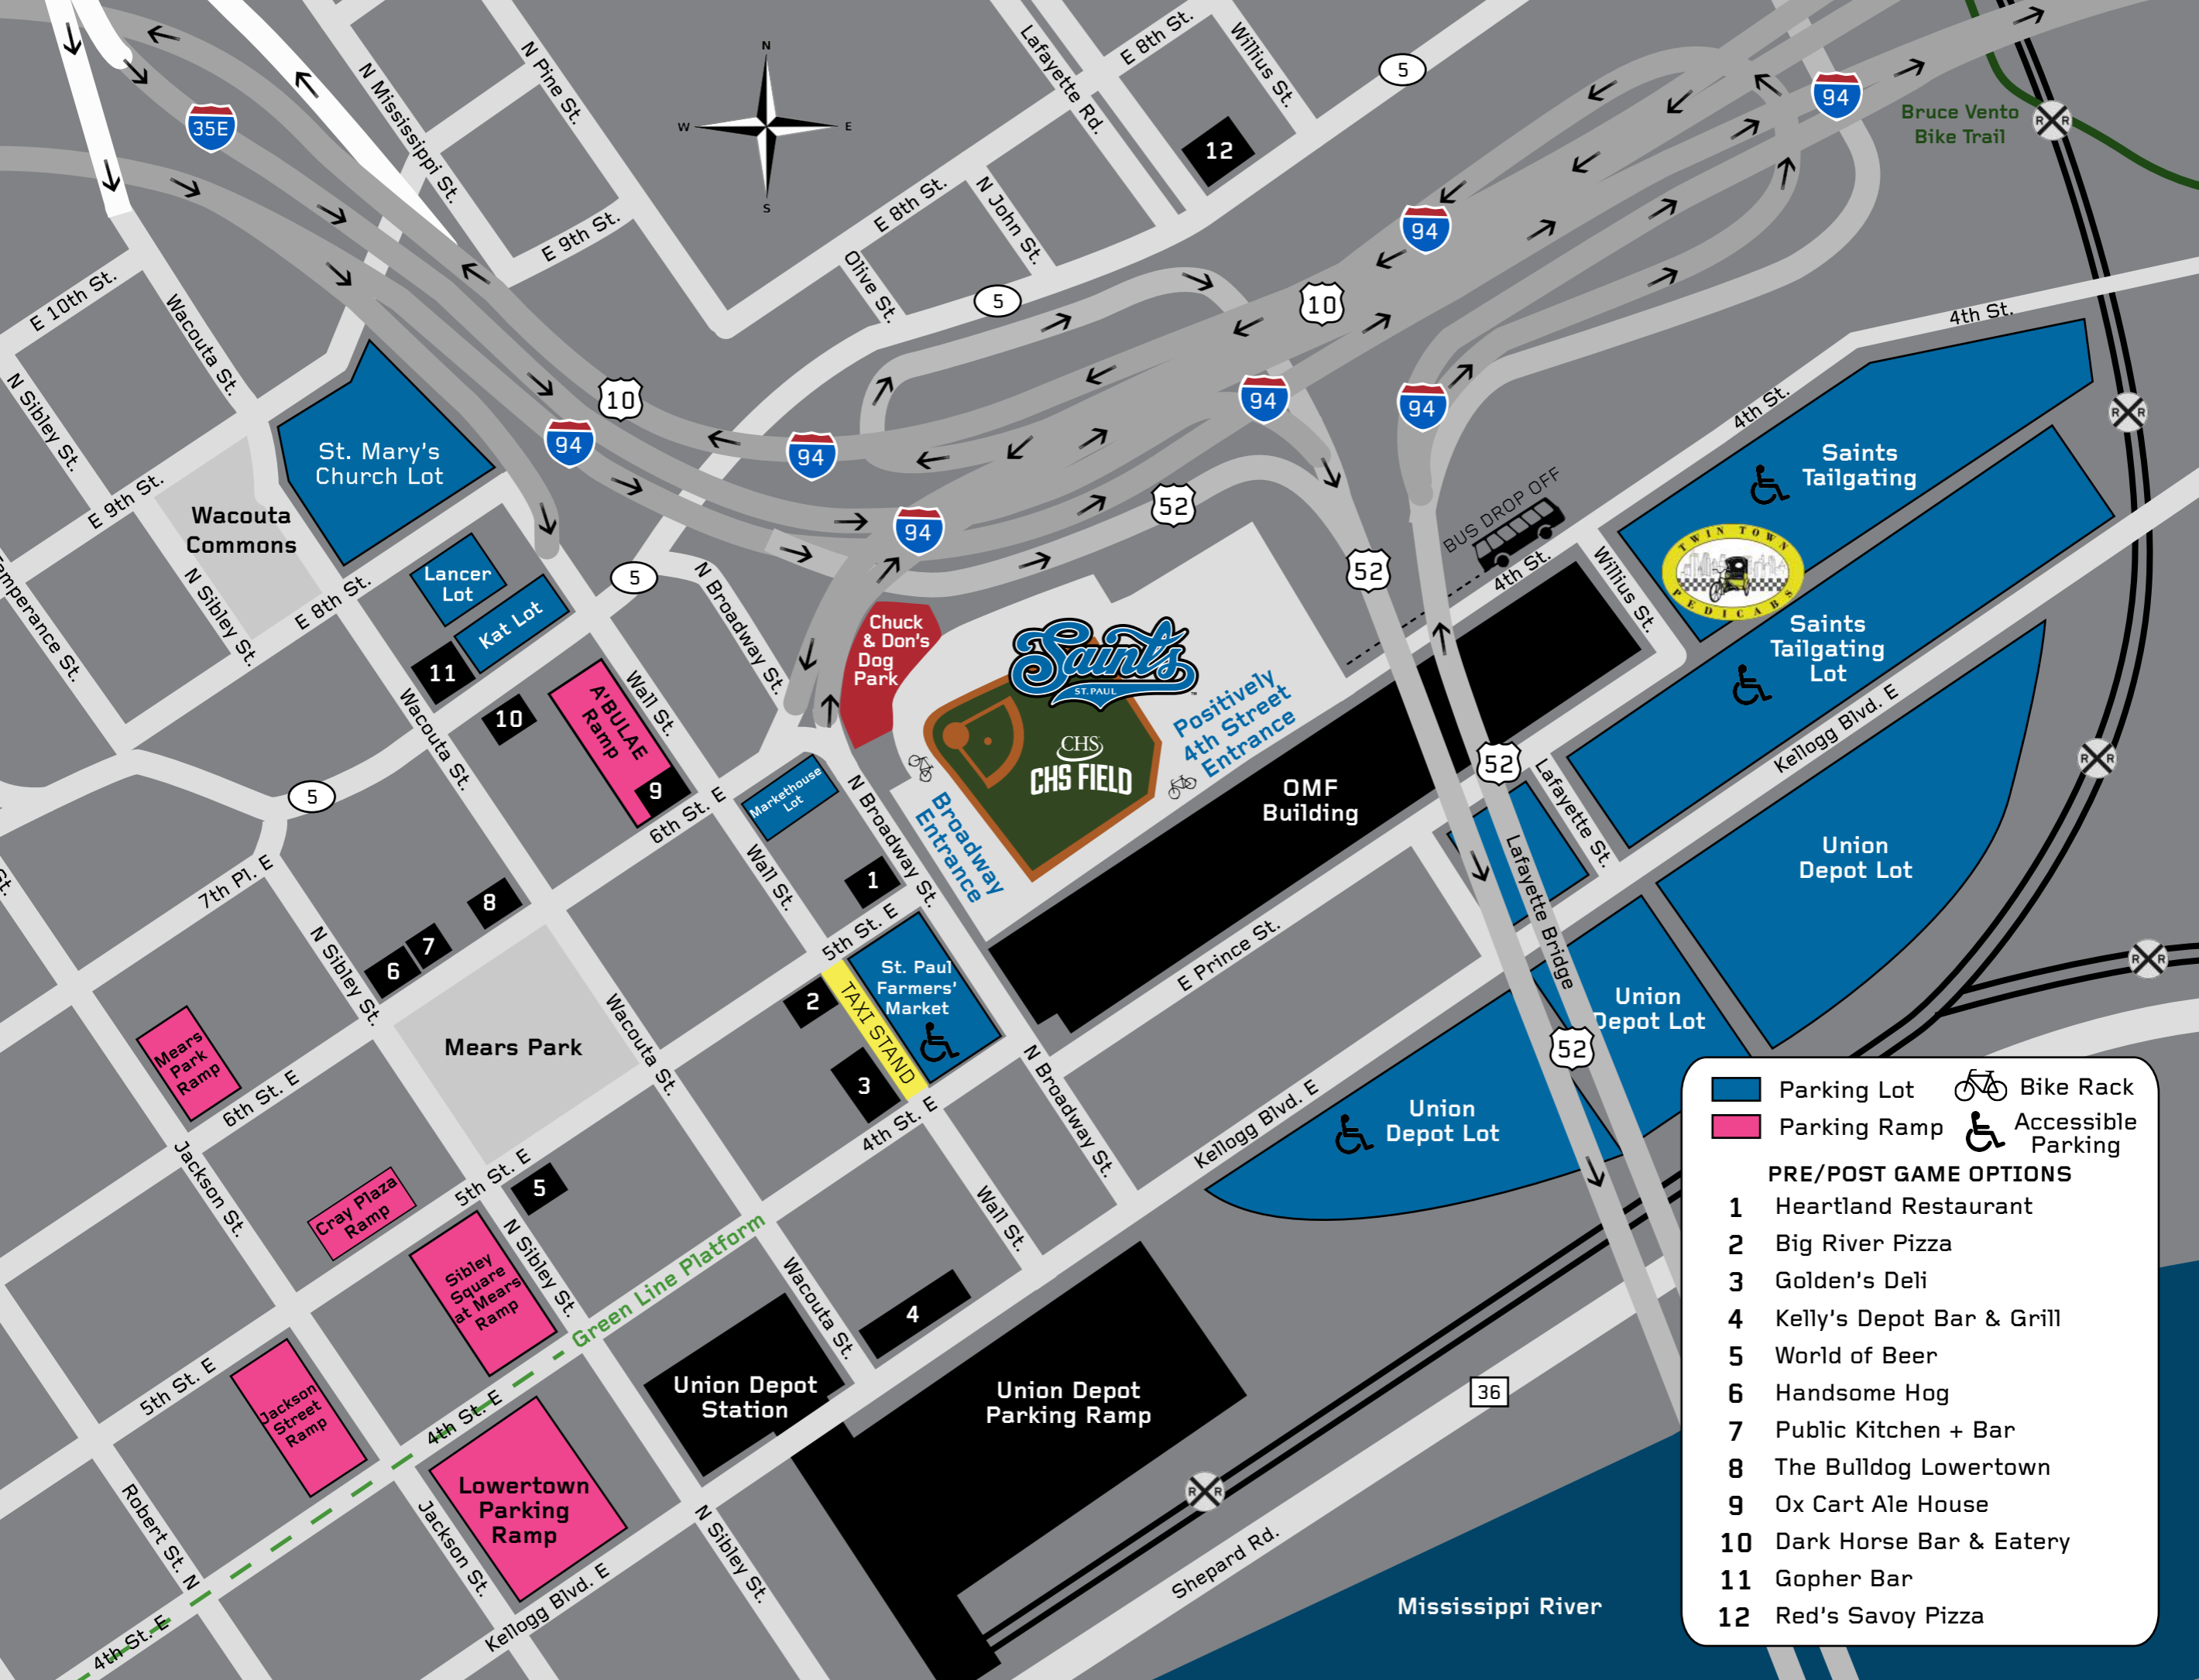 35E
N Mississippi St.
N Pine St.
N
W
E
S
Lafayette Rd.
E 8th St.
Willius St.
5
12
94
Bruce Vento
Bike Trail
RXR
E 10th St.
Wacouta St.
E 9th St.
E 8th St.
N John St.
Olive St.
5
94
10
4th St.
4th St.
RXR
N Sibley St.
10
94
94
94
94
St. Mary's
Church Lot
E 9th St.
Wacouta
Commons
52
94
BUS DROP OFF
Saints
Tailgating
TWIN TOWN
PEDICABS
Temperance St.
N Sibley St.
E 8th St.
Lancer
Lot
Kat Lot
5
N Broadway St.
52
4th St.
Willius St.
Chuck
& Don's
Dog
Park
Saints
ST. PAUL
™
Saints
Tailgating
Lot
11
Wacouta St.
10
A'BULAE
Ramp
Wall St.
9
Positively
4th Street
Entrance
CHS
CHS FIELD
Kellogg Blvd. E
RXR
5
6th St. E
Markethouse
Lot
N Broadway St.
Broadway
Entrance
OMF
Building
52
Lafayette St.
Lafayette Bridge
Union
Depot Lot
7th Pl. E
St.
N Sibley St.
8
7
6
Wall St.
1
5th St. E
St. Paul
Farmers'
Market
TAXI STAND
2
3
E Prince St.
RXR
Union
Depot Lot
52
Mears
Park
Ramp
6th St. E
Mears Park
Wacouta St.
4th St. E
N Broadway St.
Kellogg Blvd. E
Union
Depot Lot
Jackson St.
Cray Plaza
Ramp
5th St. E
5
Sibley
Square
at Mears
Ramp
N Sibley St.
Green Line Platform
Wall St.
Wacouta St.
4
5th St. E
Jackson
Street
Ramp
4th St. E
Union Depot
Station
Union Depot
Parking Ramp
36
Robert St. N
Jackson St.
Lowertown
Parking
Ramp
N Sibley St.
RXR
Shepard Rd.
4th St. E
Kellogg Blvd. E
Mississippi River
Parking Lot
Bike Rack
Parking Ramp
Accessible
Parking
PRE/POST GAME OPTIONS
1 Heartland Restaurant
2 Big River Pizza
3 Golden's Deli
4 Kelly's Depot Bar & Grill
5 World of Beer
6 Handsome Hog
7 Public Kitchen + Bar
8 The Bulldog Lowertown
9 Ox Cart Ale House
10 Dark Horse Bar & Eatery
11 Gopher Bar
12 Red's Savoy Pizza